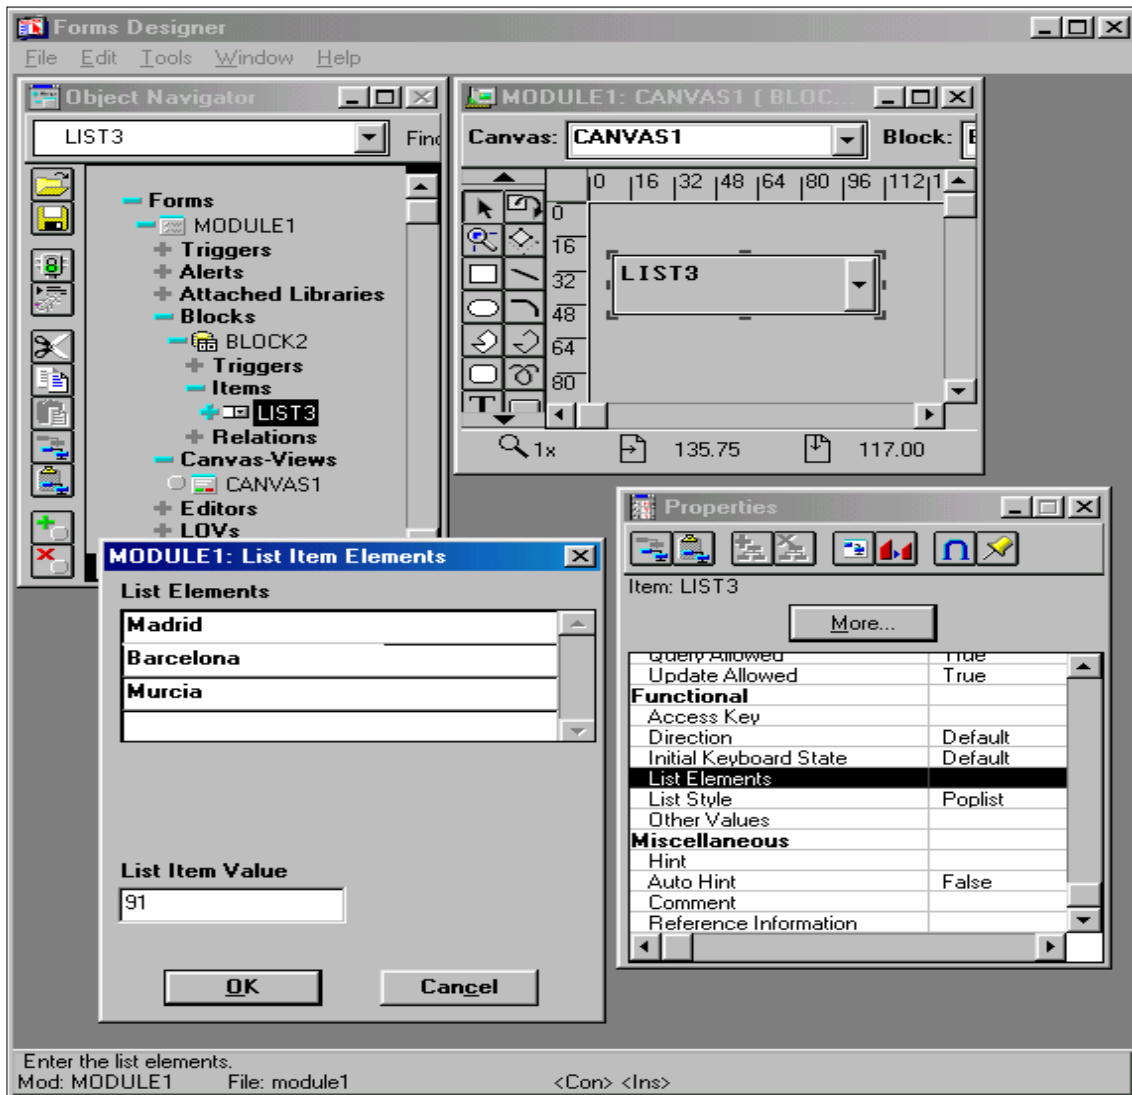 Forms Designer
File Edit Tools Window Help
Object Navigator
LIST3
Forms
MODULE1
Triggers
Alerts
Attached Libraries
Blocks
BLOCK2
Triggers
Items
LIST3
Relations
Canvas-Views
CANVAS1
Editors
LOVs
MODULE1: CANVAS1 ( BLOC...
Canvas: CANVAS1 Block:
0 16 32 48 64 80 96 112
0
16
32
48
64
80
LIST3
T
1x 135.75 117.00
MODULE1: List Item Elements
List Elements
Madrid
Barcelona
Murcia
List Item Value
91
OK Cancel
Properties
Item: LIST3
More...
Query Allowed True
Update Allowed True
Functional
Access Key
Direction Default
Initial Keyboard State Default
List Elements
List Style Poplist
Other Values
Miscellaneous
Hint
Auto Hint False
Comment
Reference Information
Enter the list elements.
Mod: MODULE1 File: module1 <Con> <Ins>